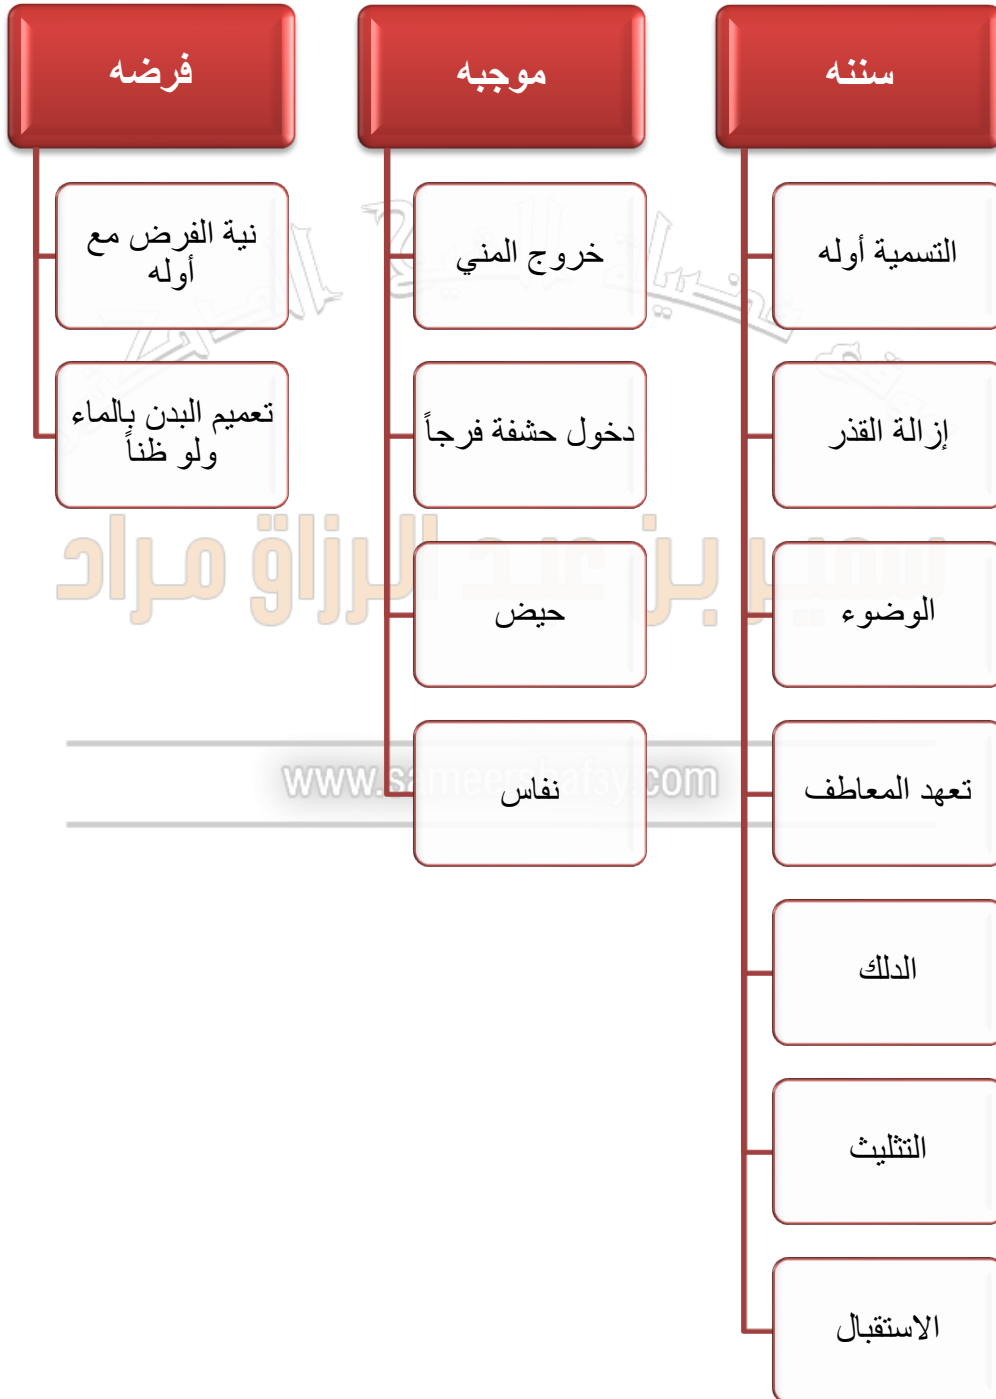 سننه
التسمية أوله
إزالة القذر
الوضوء
تعهد المعاطف
الدلك
التثليث
الاستقبال
موجبه
خروج المني
دخول حشفة فرجاً
حيض
نفاس
فرضه
نية الفرض مع
أوله
تعميم البدن بالماء
ولو ظناً
سمير بن عبد الرزاق مراد
www.sameershafsy.com